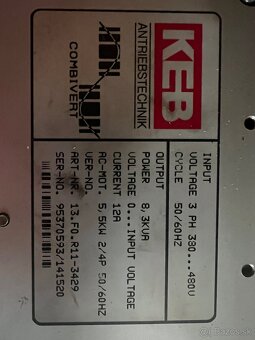 KEB
ANTRIEBSTECHNIK
COMBIVERT
INPUT
VOLTAGE 3 PH 380...480V
CYCLE 50/60HZ
OUTPUT
POWER 8,3KVA
VOLTAGE 0...INPUT VOLTAGE
CURRENT 12A
AC-MOT. 5,5KW 2/4P 50/60HZ
VER-NO.
ART-NR. 13.F0.R11-3429
SER-NO. 95370593/141520